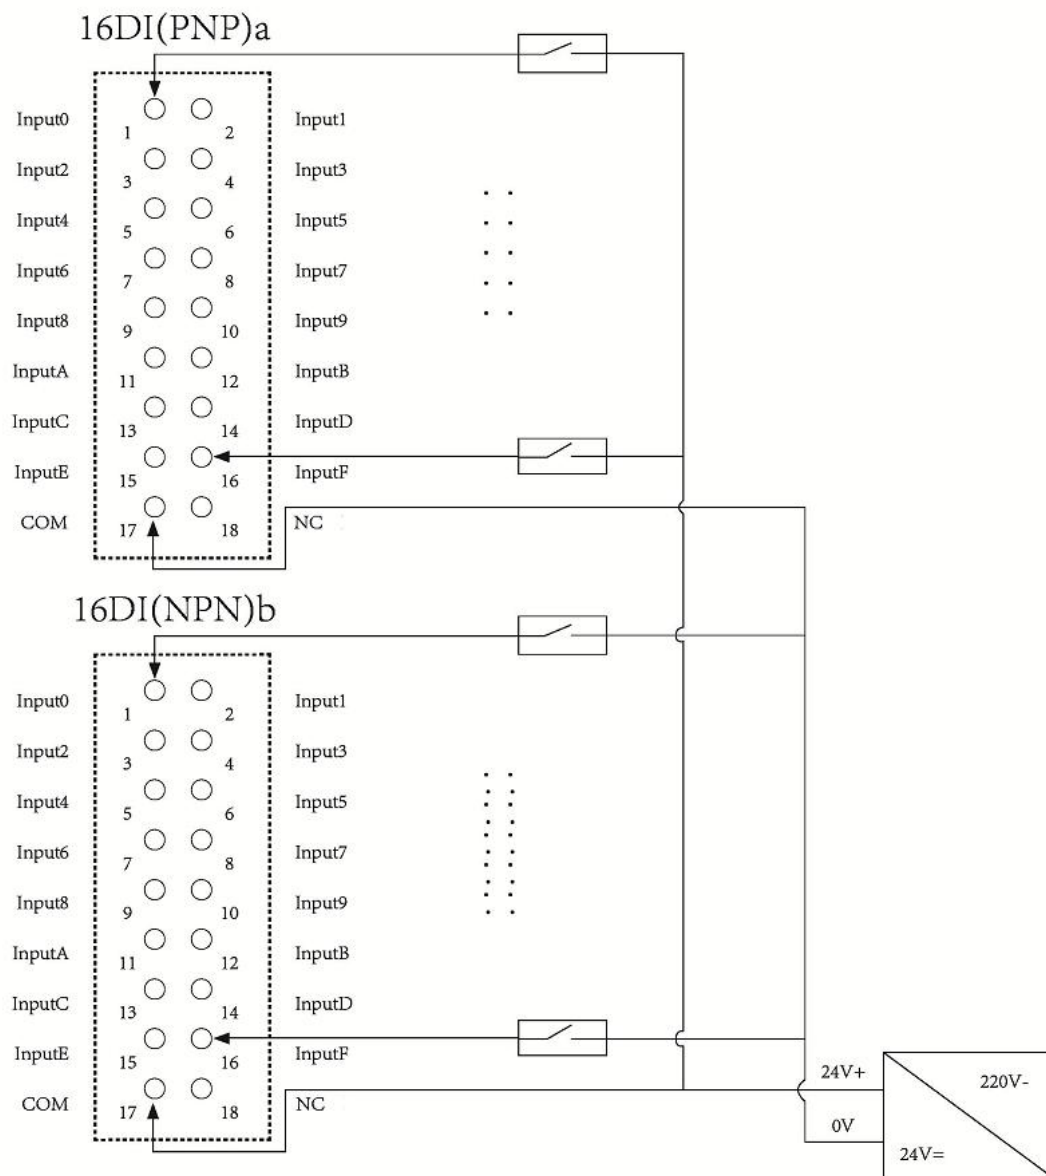 16DI(PNP)a
Input0 1 2 Input1
Input2 3 4 Input3
Input4 5 6 Input5
Input6 7 8 Input7
Input8 9 10 Input9
InputA 11 12 InputB
InputC 13 14 InputD
InputE 15 16 InputF
COM 17 18 NC
16DI(NPN)b
Input0 1 2 Input1
Input2 3 4 Input3
Input4 5 6 Input5
Input6 7 8 Input7
Input8 9 10 Input9
InputA 11 12 InputB
InputC 13 14 InputD
InputE 15 16 InputF
COM 17 18 NC
24V+
220V-
0V
24V=